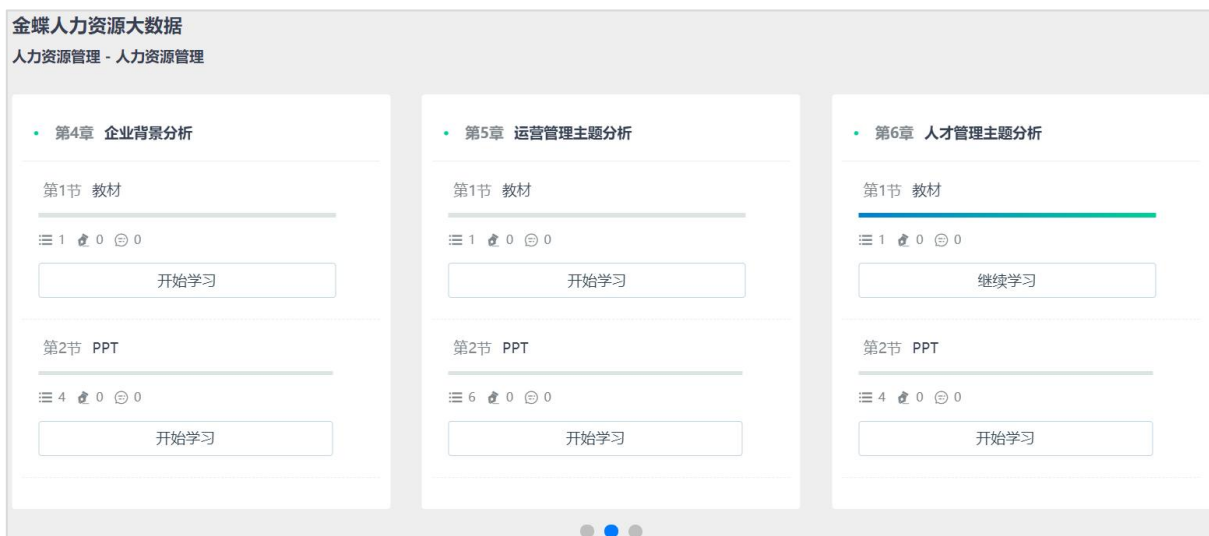 金蝶人力资源大数据
人力资源管理 - 人力资源管理
第4章 企业背景分析
第1节 教材
1 0 0
开始学习
第2节 PPT
4 0 0
开始学习
第5章 运营管理主题分析
第1节 教材
1 0 0
开始学习
第2节 PPT
6 0 0
开始学习
第6章 人才管理主题分析
第1节 教材
1 0 0
继续学习
第2节 PPT
4 0 0
开始学习